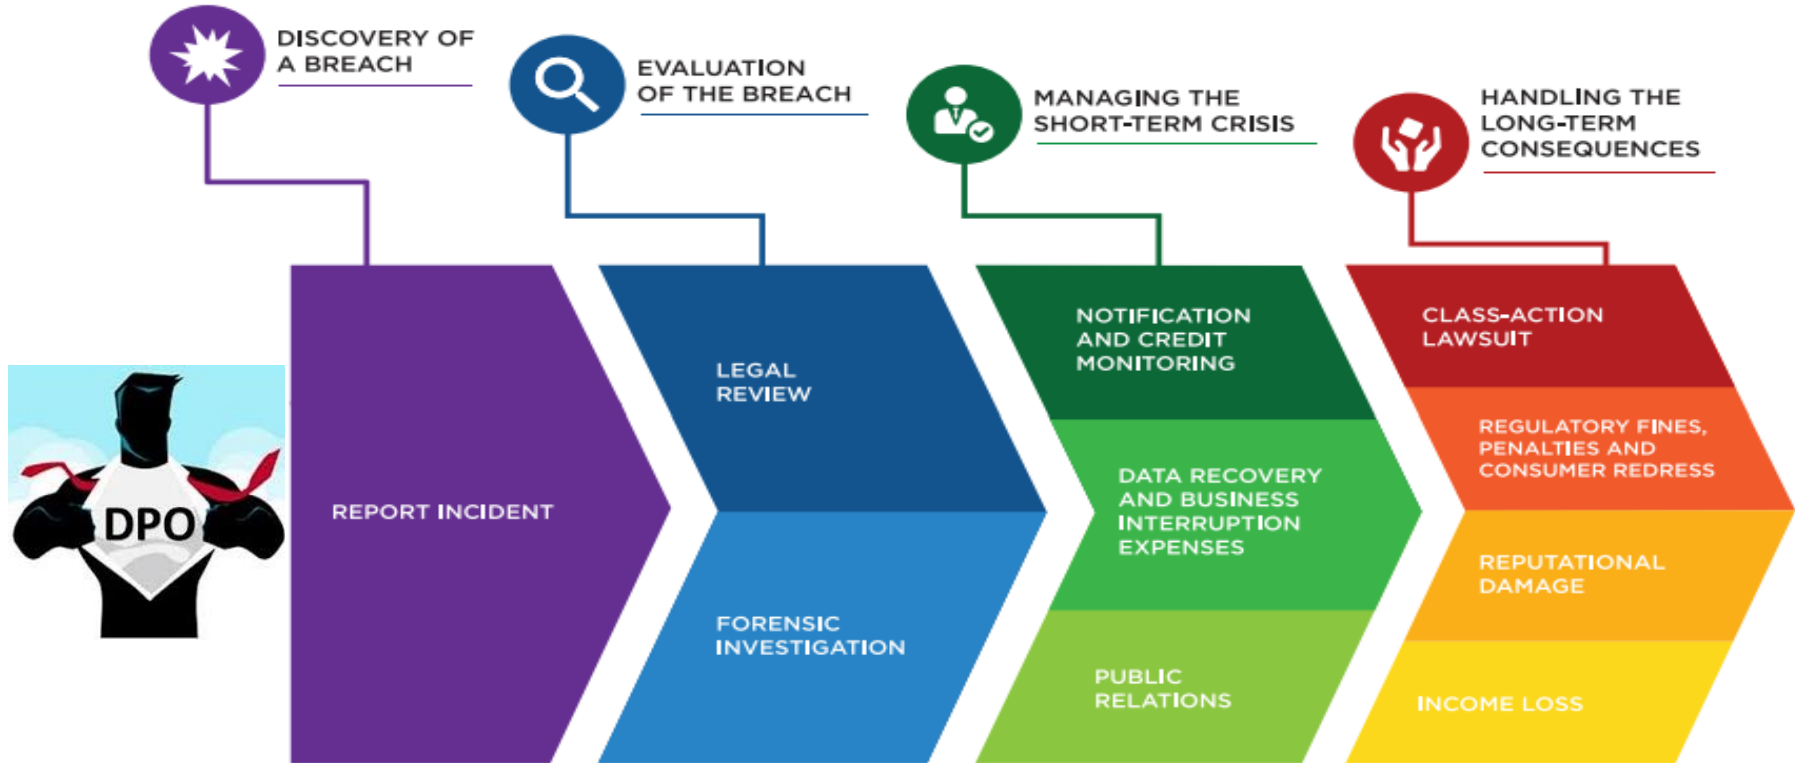 DISCOVERY OF
A BREACH
EVALUATION
OF THE BREACH
MANAGING THE
SHORT-TERM CRISIS
HANDLING THE
LONG-TERM
CONSEQUENCES
DPO
REPORT INCIDENT
LEGAL
REVIEW
FORENSIC
INVESTIGATION
NOTIFICATION
AND CREDIT
MONITORING
DATA RECOVERY
AND BUSINESS
INTERRUPTION
EXPENSES
PUBLIC
RELATIONS
CLASS-ACTION
LAWSUIT
REGULATORY FINES,
PENALTIES AND
CONSUMER REDRESS
REPUTATIONAL
DAMAGE
INCOME LOSS